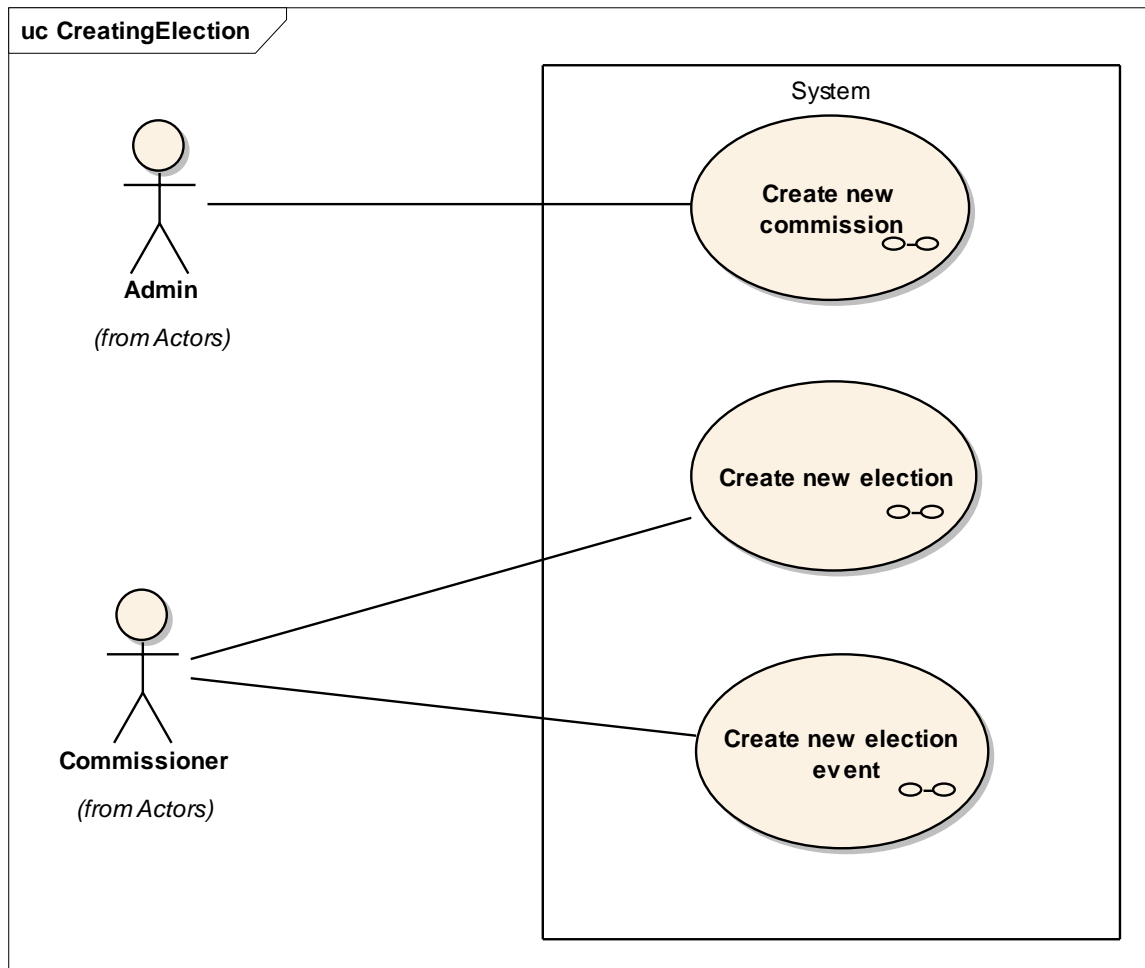 uc CreatingElection
System
Create new
commission
Admin
(from Actors)
Create new election
Commissioner
(from Actors)
Create new election
event